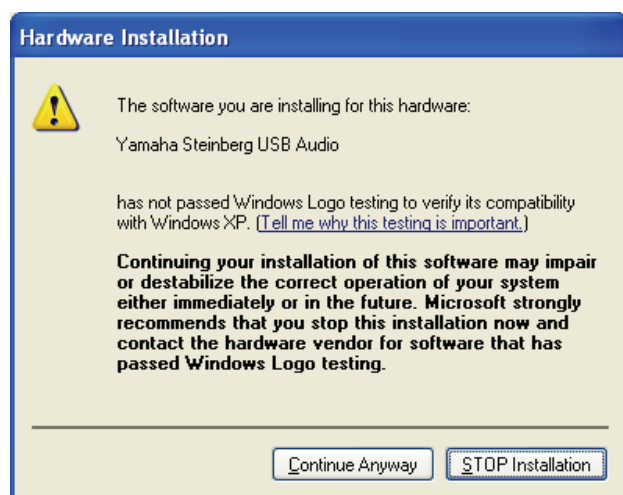 Hardware Installation
The software you are installing for this hardware:
Yamaha Steinberg USB Audio
has not passed Windows Logo testing to verify its compatibility
with Windows XP. (Tell me why this testing is important.)
Continuing your installation of this software may impair
or destabilize the correct operation of your system
either immediately or in the future. Microsoft strongly
recommends that you stop this installation now and
contact the hardware vendor for software that has
passed Windows Logo testing.
Continue Anyway
STOP Installation